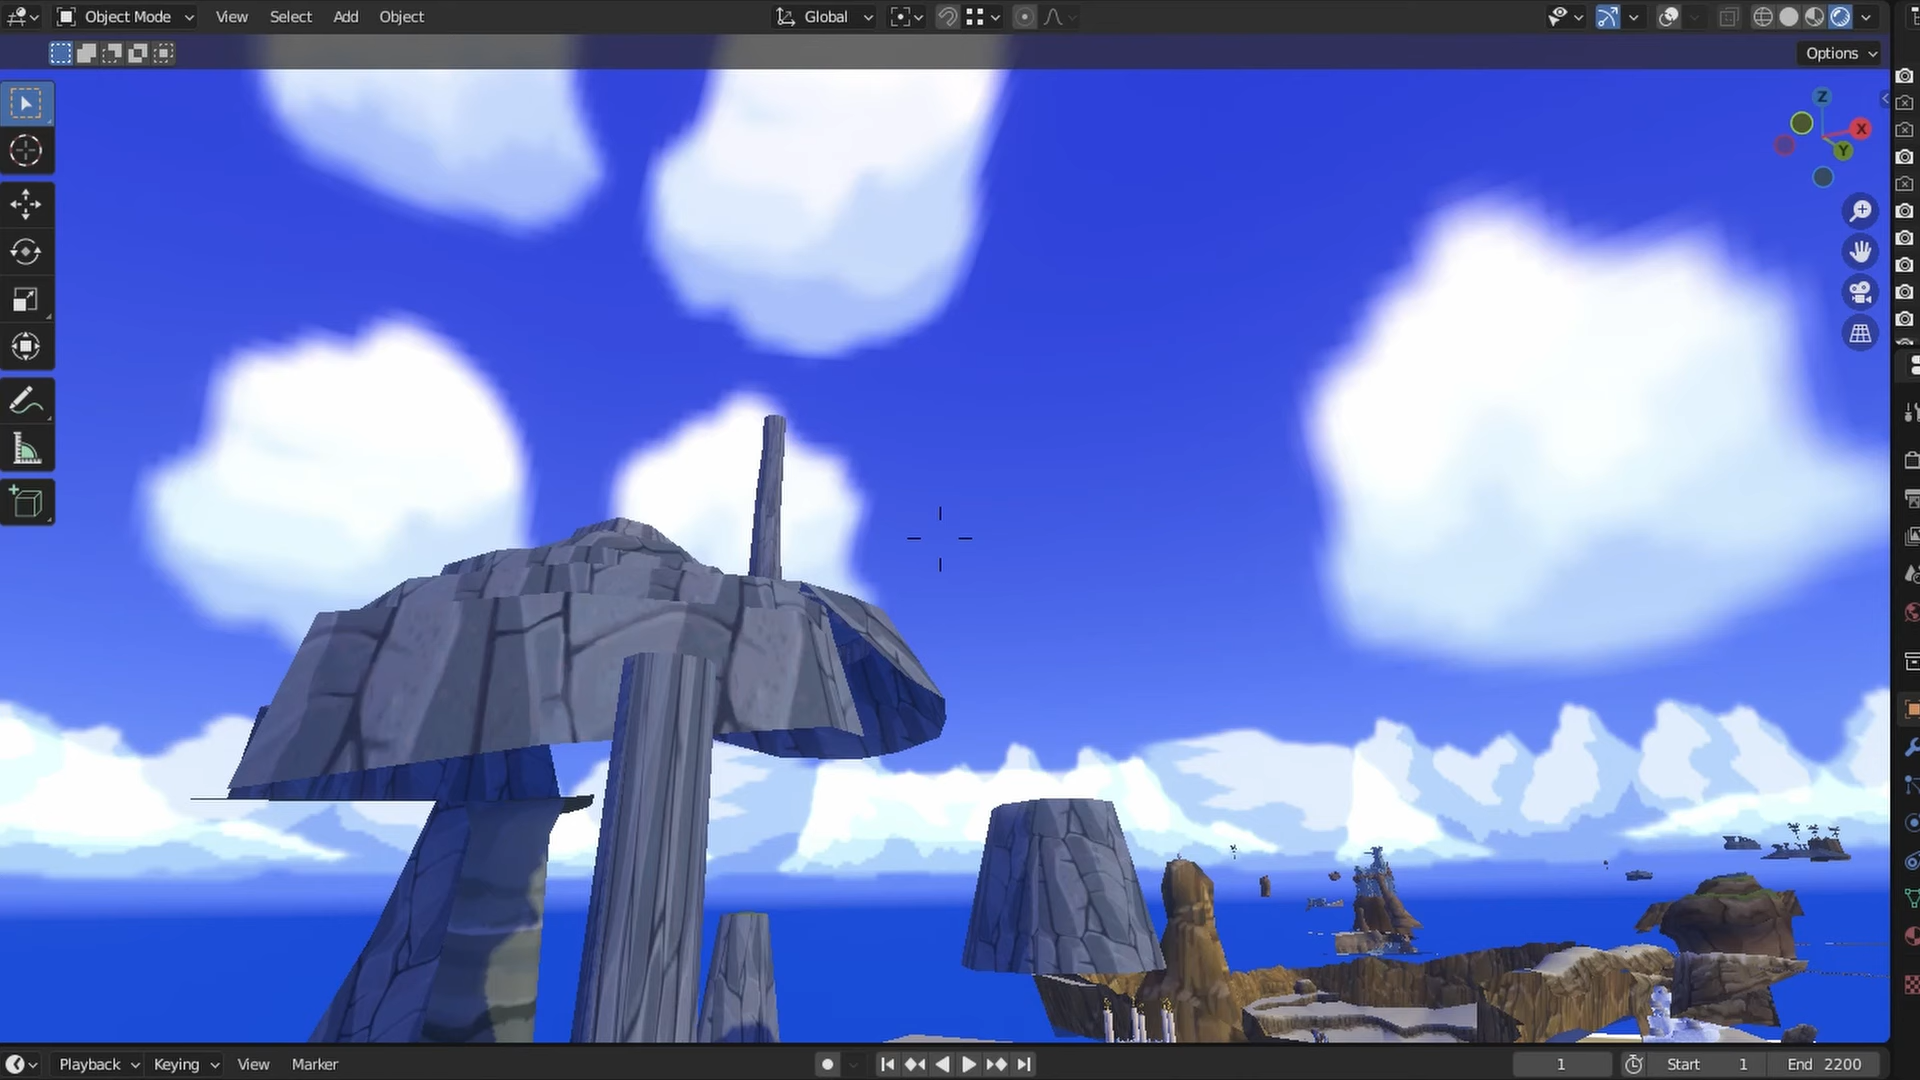 Object Mode View Select Add Object Global
Options
Z
X
Y
Playback Keying View Marker 1 Start 1 End 2200